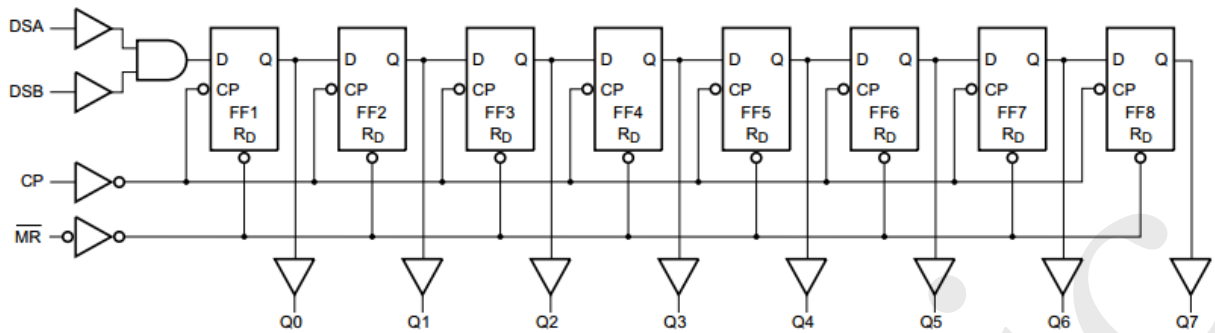 DSA
DSB
CP
MR
D Q
CP
FF1
RD
D Q
CP
FF2
RD
D Q
CP
FF3
RD
D Q
CP
FF4
RD
D Q
CP
FF5
RD
D Q
CP
FF6
RD
D Q
CP
FF7
RD
D Q
CP
FF8
RD
Q0 Q1 Q2 Q3 Q4 Q5 Q6 Q7